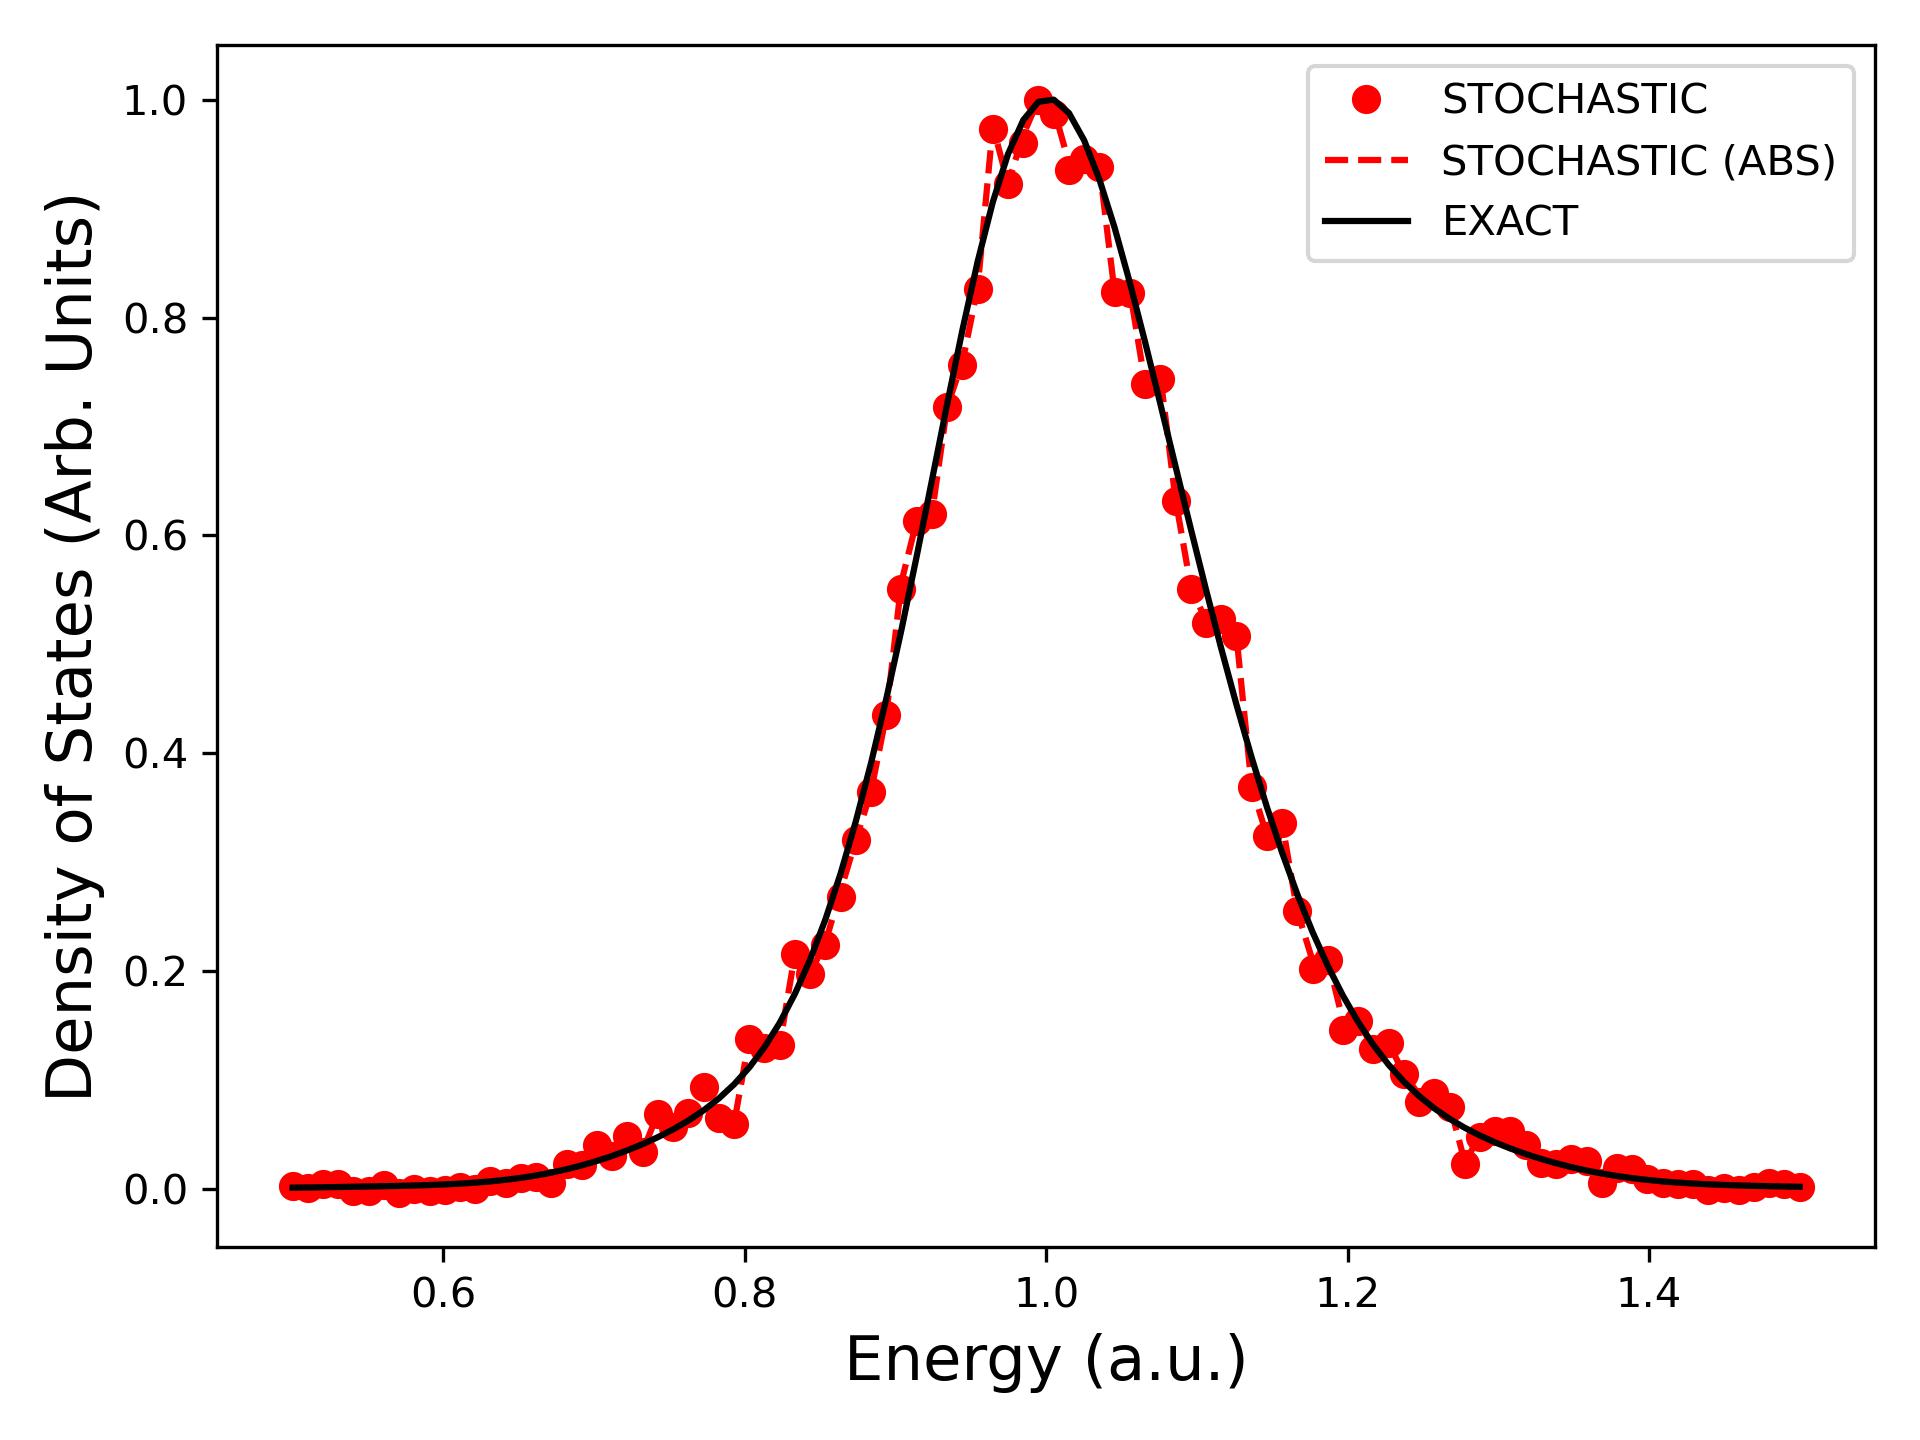 STOCHASTIC
STOCHASTIC (ABS)
EXACT
Density of States (Arb. Units)
1.0
0.8
0.6
0.4
0.2
0.0
0.6 0.8 1.0 1.2 1.4
Energy (a.u.)